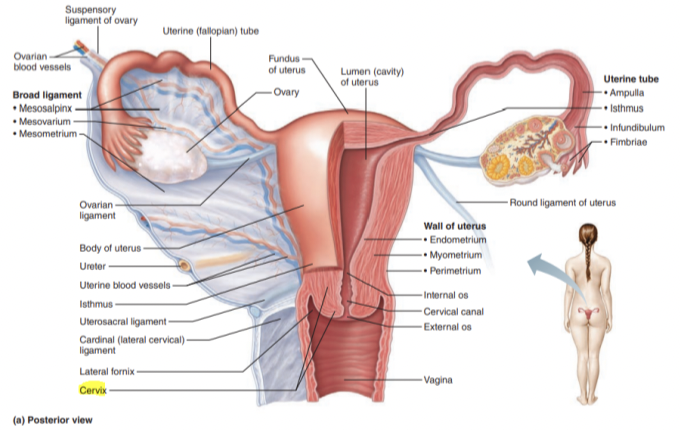 Suspensory
ligament of ovary
Uterine (fallopian) tube
Ovarian
blood vessels
Fundus
of uterus
Lumen (cavity)
of uterus
Ovary
Broad ligament
• Mesosalpinx
• Mesovarium
• Mesometrium
Uterine tube
• Ampulla
• Isthmus
• Infundibulum
• Fimbriae
Ovarian
ligament
Round ligament of uterus
Body of uterus
Ureter
Uterine blood vessels
Isthmus
Uterosacral ligament
Cardinal (lateral cervical)
ligament
Lateral fornix
Cervix
Wall of uterus
• Endometrium
• Myometrium
• Perimetrium
Internal os
Cervical canal
External os
Vagina
(a) Posterior view